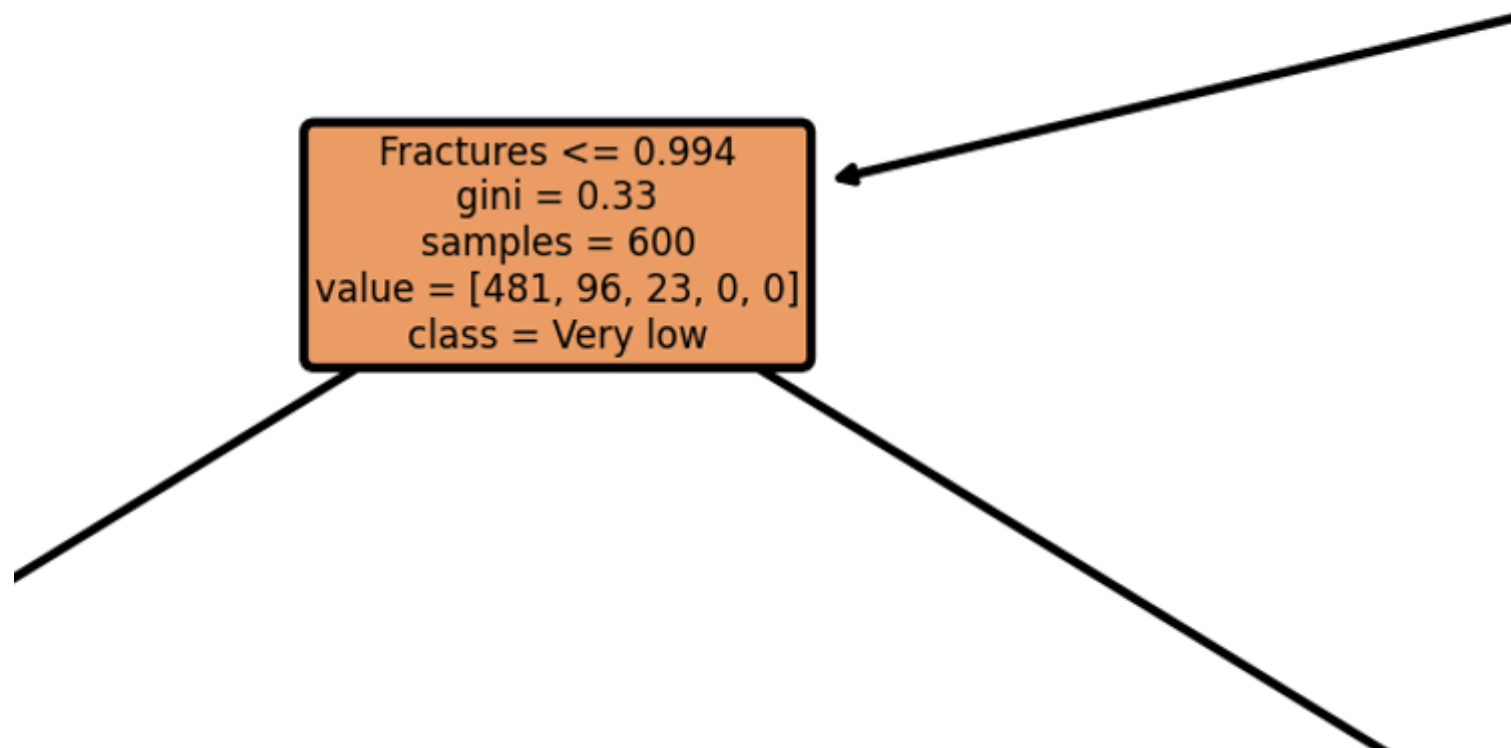 Fractures <= 0.994
gini = 0.33
samples = 600
value = [481, 96, 23, 0, 0]
class = Very low